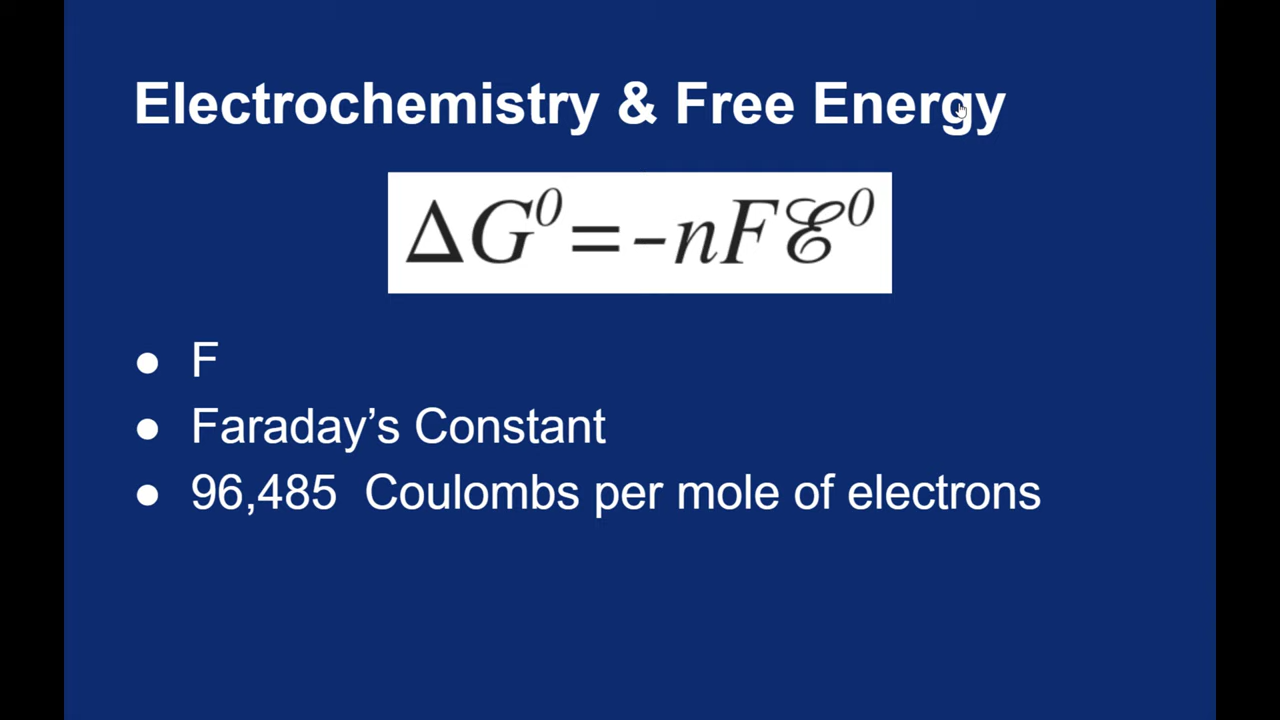 Electrochemistry & Free Energy
ΔG⁰=-nFℰ⁰
● F
● Faraday’s Constant
● 96,485  Coulombs per mole of electrons